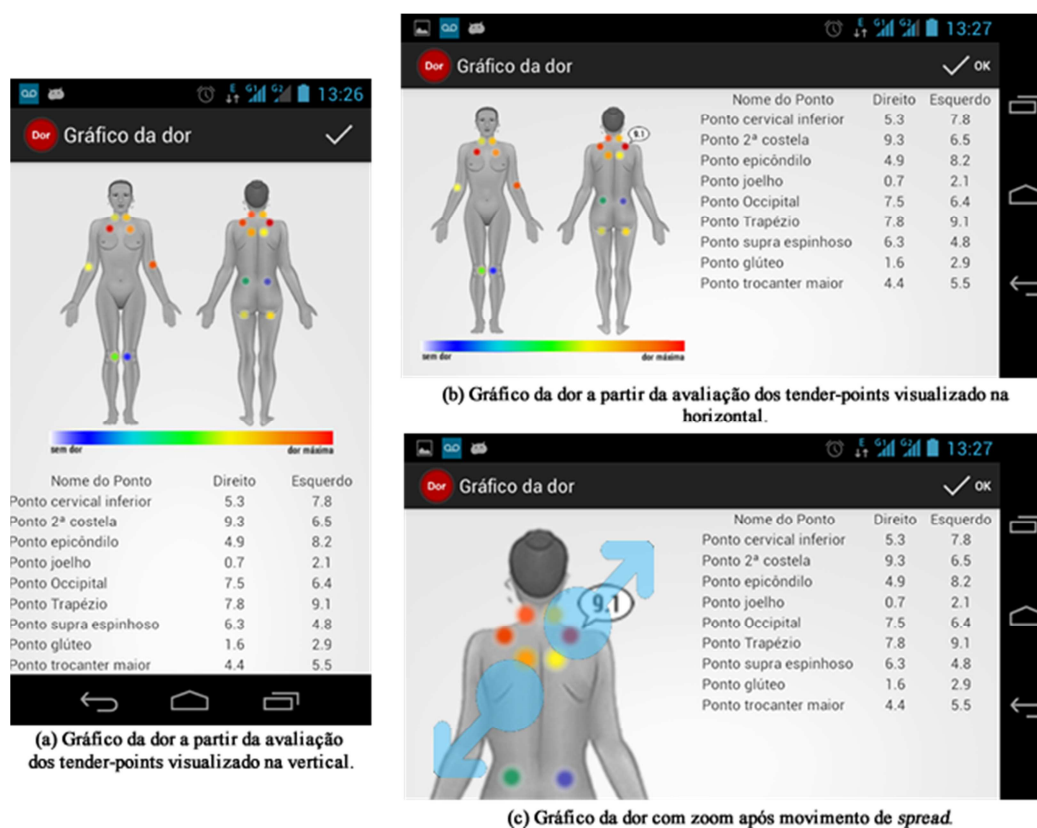 13:26
Dor Gráfico da dor
sem dor dor máxima
Nome do Ponto Direito Esquerdo
Ponto cervical inferior 5.3 7.8
Ponto 2ª costela 9.3 6.5
Ponto epicôndilo 4.9 8.2
Ponto joelho 0.7 2.1
Ponto Occipital 7.5 6.4
Ponto Trapézio 7.8 9.1
Ponto supra espinhoso 6.3 4.8
Ponto glúteo 1.6 2.9
Ponto trocanter maior 4.4 5.5
(a) Gráfico da dor a partir da avaliação
dos tender-points visualizado na vertical.
E G1 G2 13:27
Dor Gráfico da dor OK
9.1
sem dor dor máxima
Nome do Ponto Direito Esquerdo
Ponto cervical inferior 5.3 7.8
Ponto 2ª costela 9.3 6.5
Ponto epicôndilo 4.9 8.2
Ponto joelho 0.7 2.1
Ponto Occipital 7.5 6.4
Ponto Trapézio 7.8 9.1
Ponto supra espinhoso 6.3 4.8
Ponto glúteo 1.6 2.9
Ponto trocanter maior 4.4 5.5
(b) Gráfico da dor a partir da avaliação dos tender-points visualizado na
horizontal.
E G1 G2 13:27
Dor Gráfico da dor OK
9.1
Nome do Ponto Direito Esquerdo
Ponto cervical inferior 5.3 7.8
Ponto 2ª costela 9.3 6.5
Ponto epicôndilo 4.9 8.2
Ponto joelho 0.7 2.1
Ponto Occipital 7.5 6.4
Ponto Trapézio 7.8 9.1
Ponto supra espinhoso 6.3 4.8
Ponto glúteo 1.6 2.9
Ponto trocanter maior 4.4 5.5
(c) Gráfico da dor com zoom após movimento de spread.